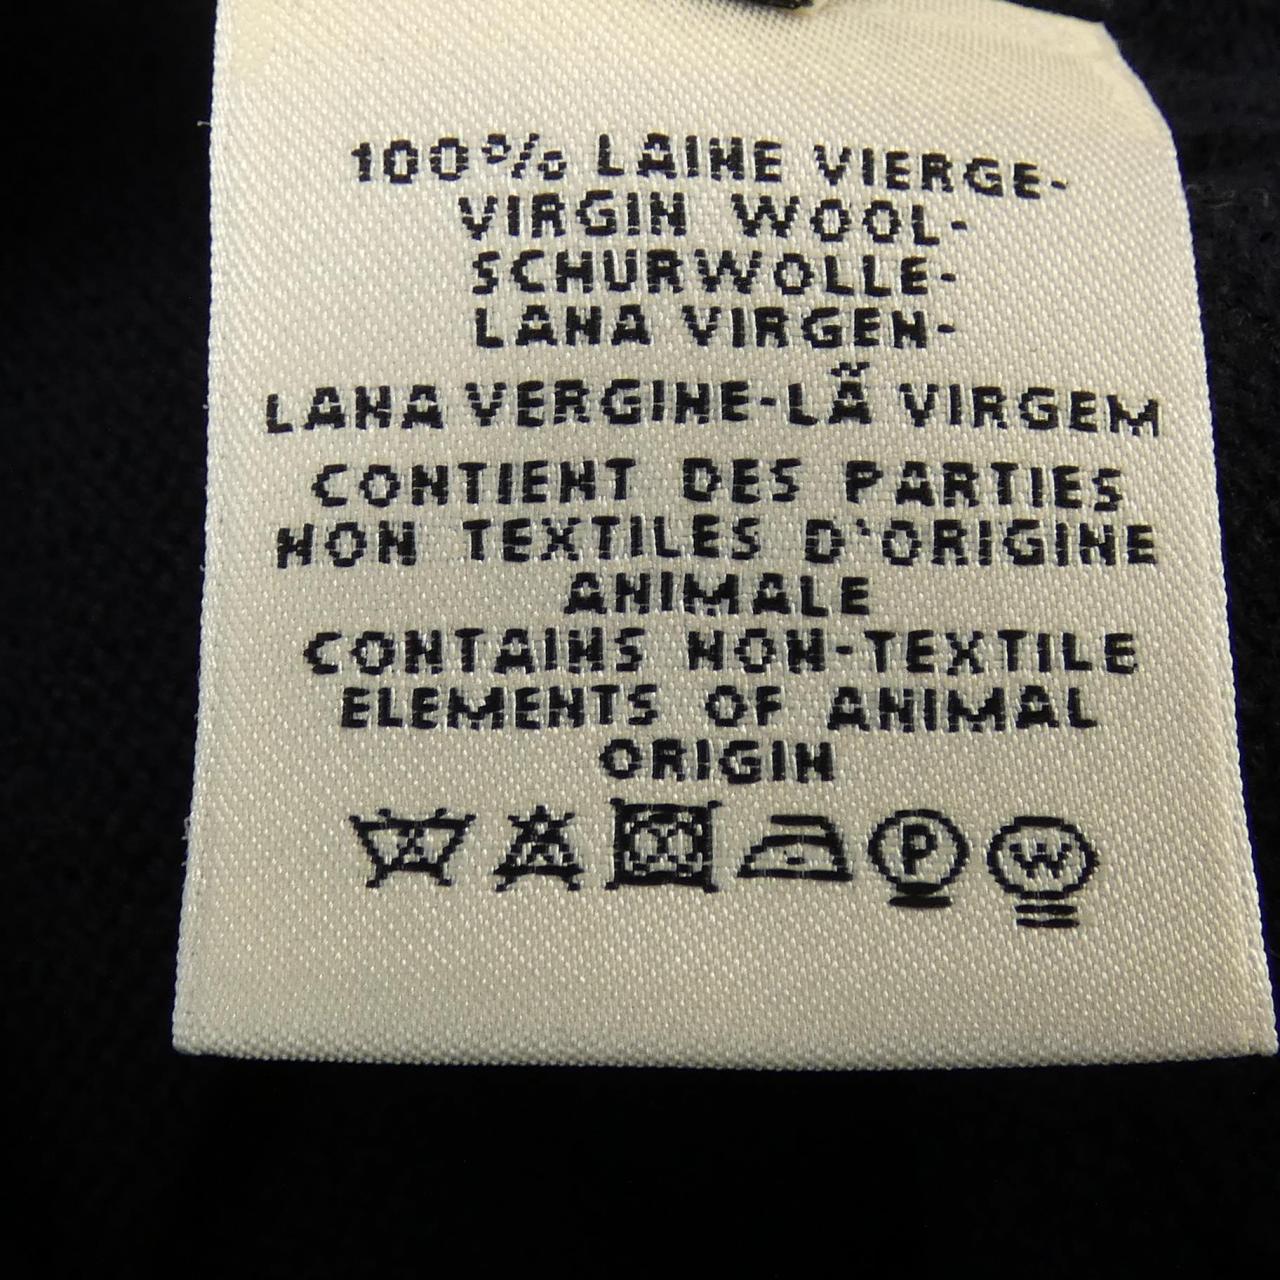 100% LAINE VIERGE-
VIRGIN WOOL-
SCHURWOLLE-
LANA VIRGEN-
LANA VERGINE-LÃ VIRGEM
CONTIENT DES PARTIES
NON TEXTILES D'ORIGINE
ANIMALE
CONTAINS NON-TEXTILE
ELEMENTS OF ANIMAL
ORIGIN
P W